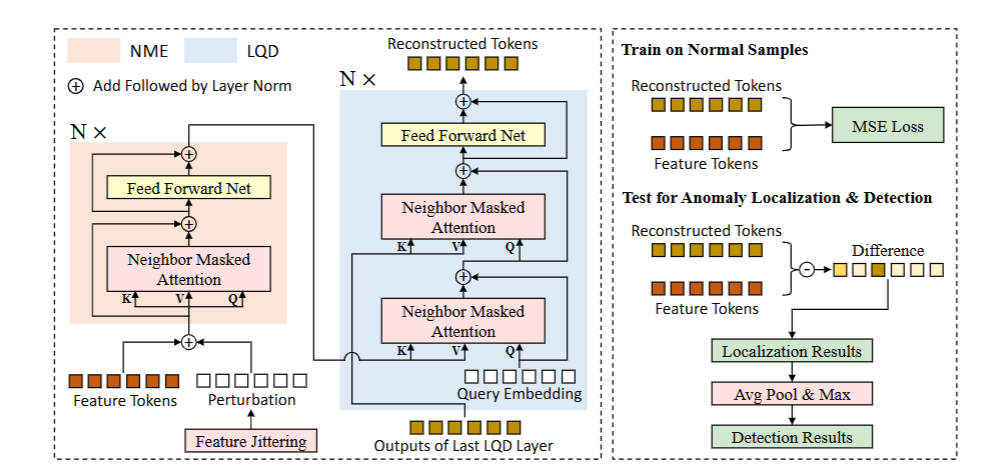 NME
LQD
Add Followed by Layer Norm
N ×
Feed Forward Net
Neighbor Masked
Attention
K
V
Q
Feature Tokens
Perturbation
Feature Jittering
Reconstructed Tokens
N ×
Feed Forward Net
Neighbor Masked
Attention
K
V
Q
Neighbor Masked
Attention
K
V
Q
Query Embedding
Outputs of Last LQD Layer
Train on Normal Samples
Reconstructed Tokens
MSE Loss
Feature Tokens
Test for Anomaly Localization & Detection
Reconstructed Tokens
Difference
Feature Tokens
Localization Results
Avg Pool & Max
Detection Results